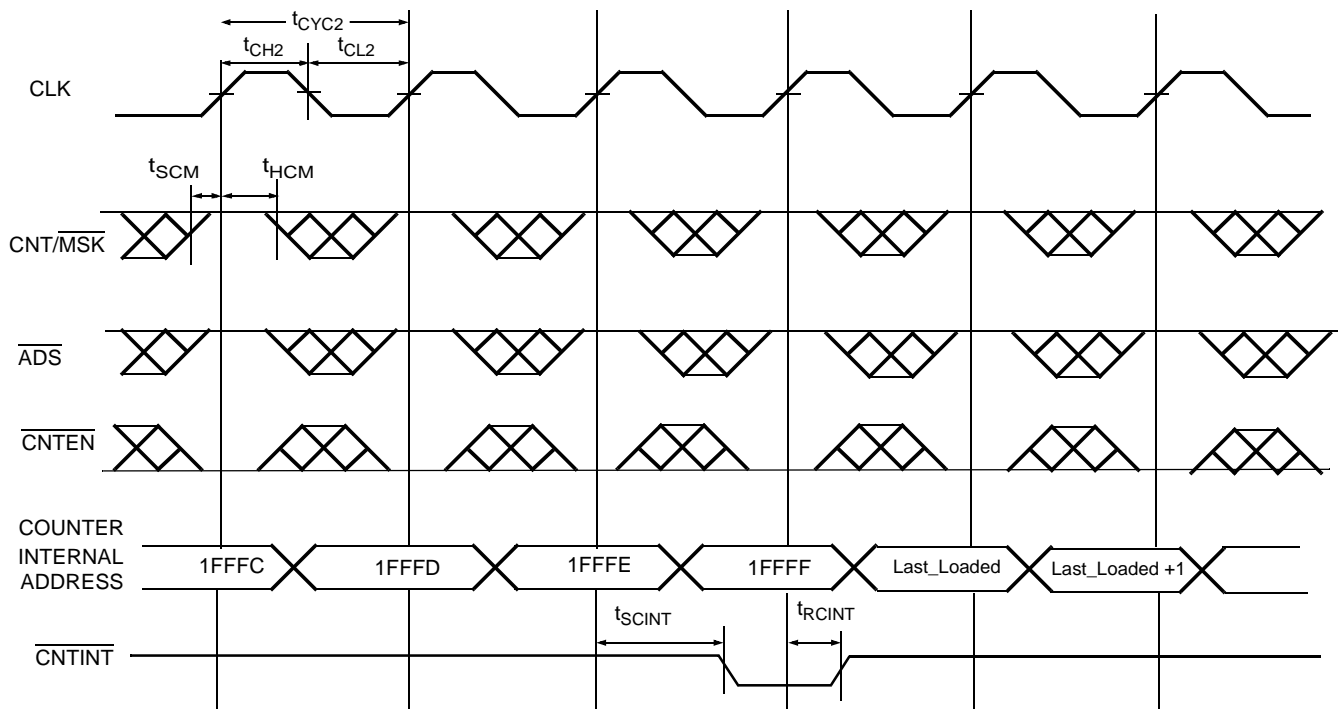 tCYC2
tCH2
tCL2
CLK
tSCM
tHCM
CNT/MSK
ADS
CNTEN
COUNTER
INTERNAL
ADDRESS
1FFFC
1FFFD
1FFFE
1FFFF
Last_Loaded
Last_Loaded +1
tSCINT
tRCINT
CNTINT